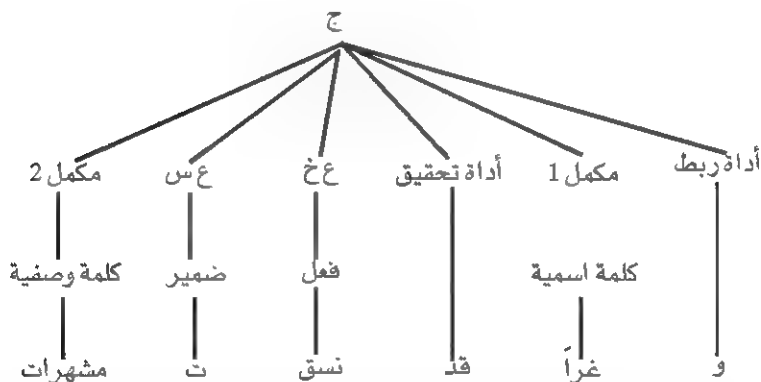 ج
أداة ربط مكمل 1 أداة تحقيق ع خ ع س مكمل 2
كلمة اسمية فعل ضمير كلمة وصفية
و غراً قد نسق ت مشهرات